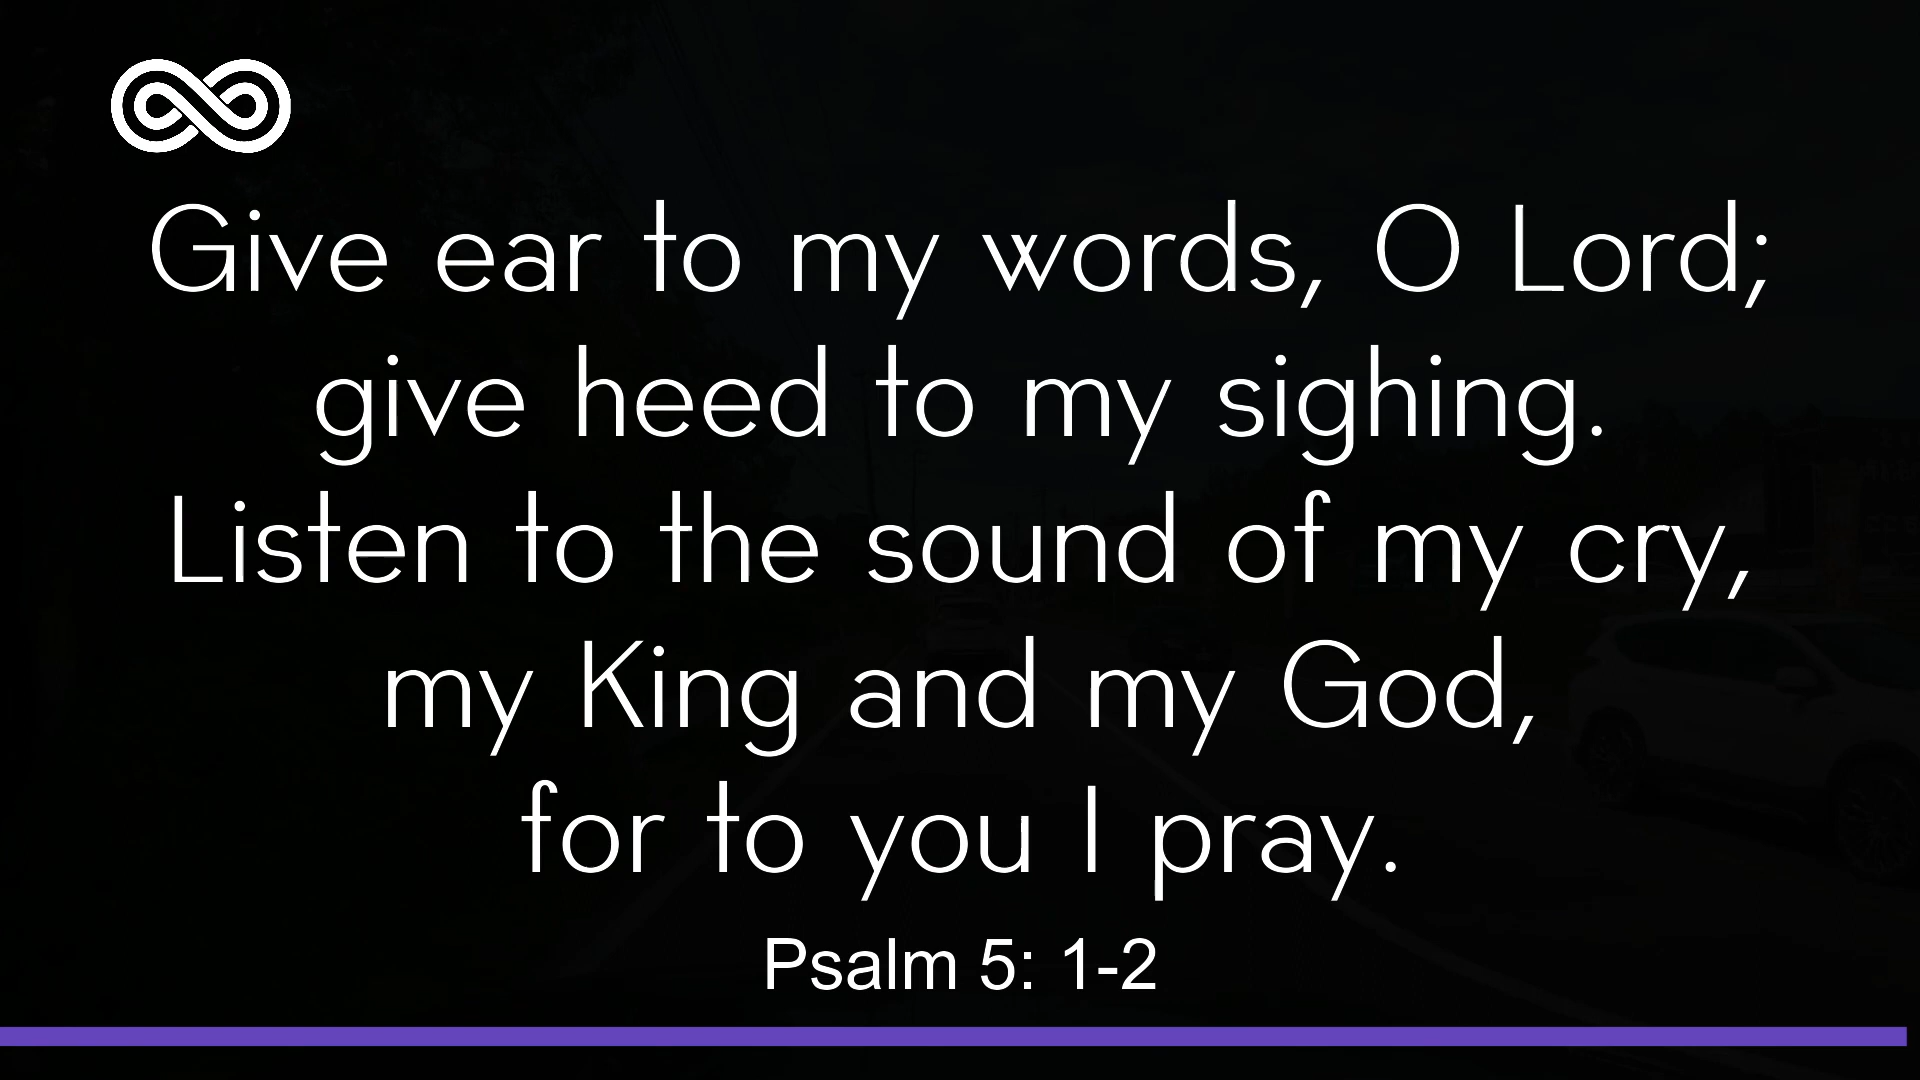 Give ear to my words, O Lord;
give heed to my sighing.
Listen to the sound of my cry,
my King and my God,
for to you I pray.
Psalm 5: 1-2